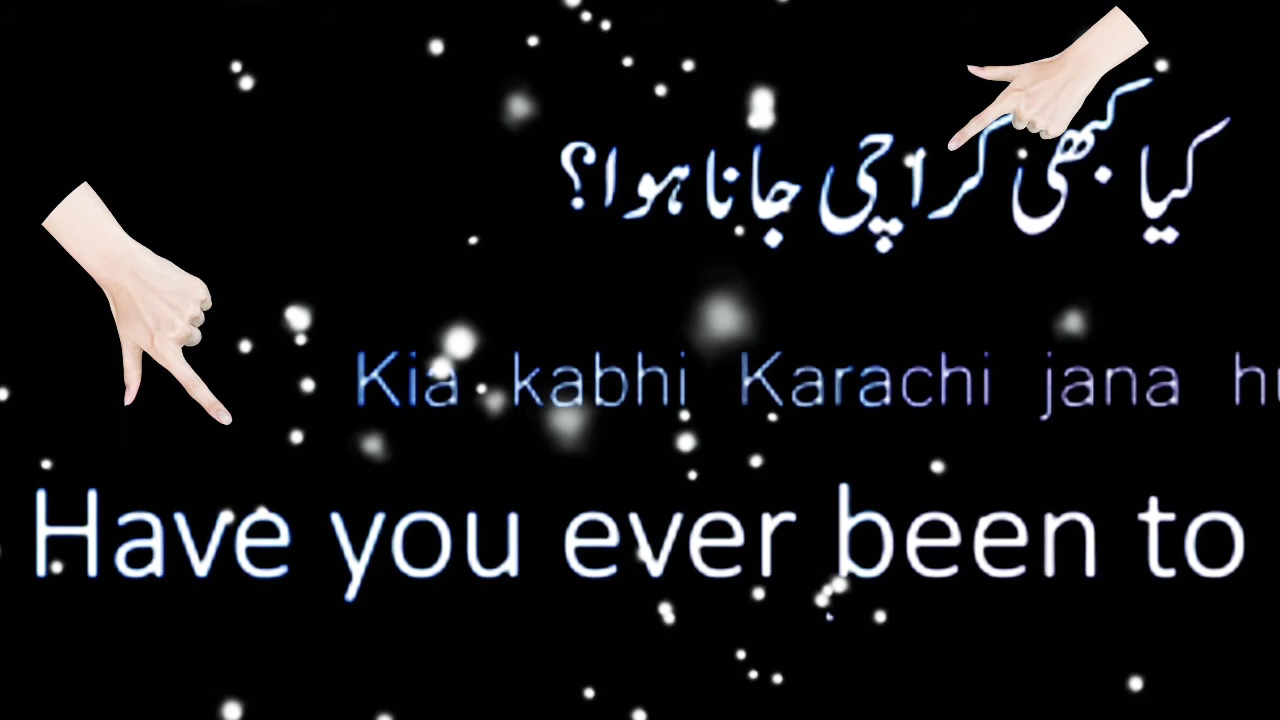 کیا کبھی کراچی جانا ہوا؟
Kia kabhi Karachi jana
Have you ever been to